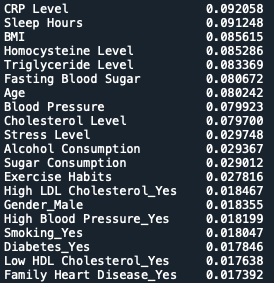 CRP Level 0.092058
Sleep Hours 0.091248
BMI 0.085615
Homocysteine Level 0.085286
Triglyceride Level 0.083369
Fasting Blood Sugar 0.080672
Age 0.080242
Blood Pressure 0.079923
Cholesterol Level 0.079700
Stress Level 0.029748
Alcohol Consumption 0.029367
Sugar Consumption 0.029012
Exercise Habits 0.027816
High LDL Cholesterol_Yes 0.018467
Gender_Male 0.018355
High Blood Pressure_Yes 0.018199
Smoking_Yes 0.018047
Diabetes_Yes 0.017846
Low HDL Cholesterol_Yes 0.017638
Family Heart Disease_Yes 0.017392